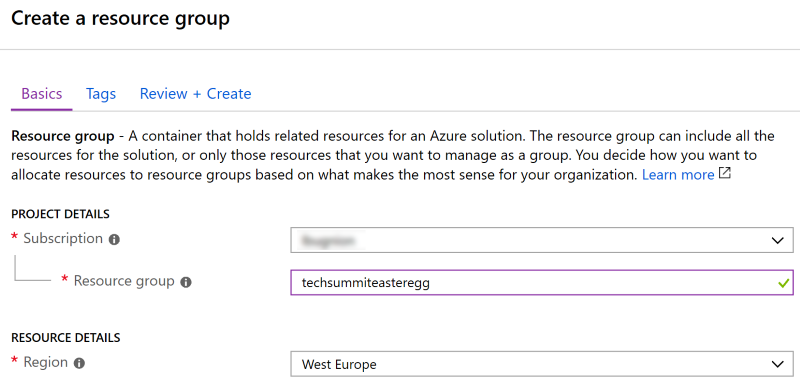 Create a resource group
Basics Tags Review + Create
Resource group - A container that holds related resources for an Azure solution. The resource group can include all the
resources for the solution, or only those resources that you want to manage as a group. You decide how you want to
allocate resources to resource groups based on what makes the most sense for your organization. Learn more
PROJECT DETAILS
* Subscription
* Resource group techsummiteasteregg
RESOURCE DETAILS
* Region West Europe